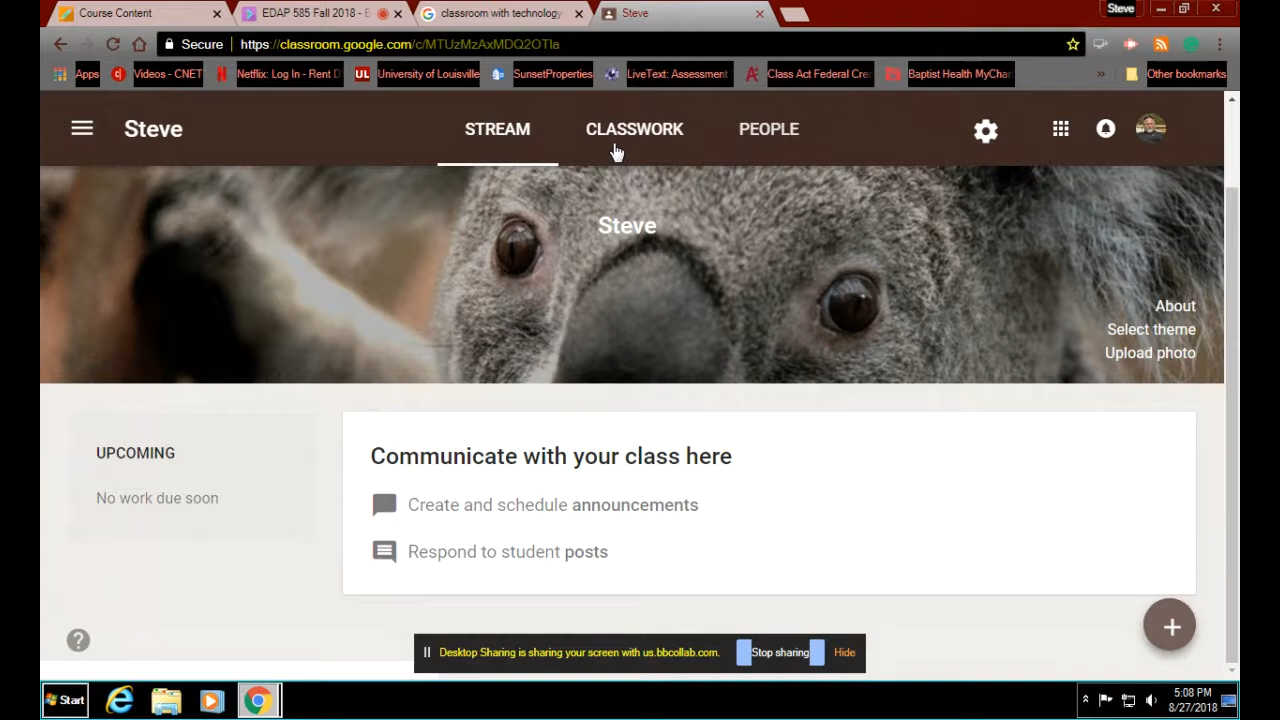 Course Content
EDAP 585 Fall 2018 - E
classroom with technology
Steve
Steve
Secure
https://classroom.google.com/c/MTUzMzAxMDQ2OTIa
Apps
Videos - CNET
Netflix: Log In - Rent D
UL
University of Louisville
SunsetProperties
LiveText: Assessment
Class Act Federal Cre
Baptist Health MyChar
»
Other bookmarks
Steve
STREAM
CLASSWORK
PEOPLE
Steve
About
Select theme
Upload photo
UPCOMING
No work due soon
Communicate with your class here
Create and schedule announcements
Respond to student posts
Desktop Sharing is sharing your screen with us.bbcollab.com.
Stop sharing
Hide
Start
5:08 PM
8/27/2018